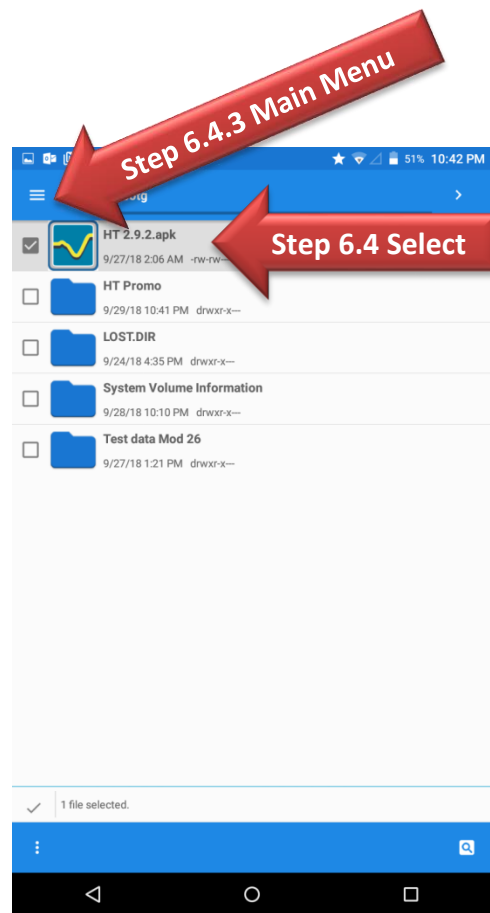 Step 6.4.3 Main Menu
51% 10:42 PM
HT 2.9.2.apk
9/27/18 2:06 AM -rw-rw-
Step 6.4 Select
HT Promo
9/29/18 10:41 PM drwxr-x---
LOST.DIR
9/24/18 4:35 PM drwxr-x---
System Volume Information
9/28/18 10:10 PM drwxr-x---
Test data Mod 26
9/27/18 1:21 PM drwxr-x---
1 file selected.